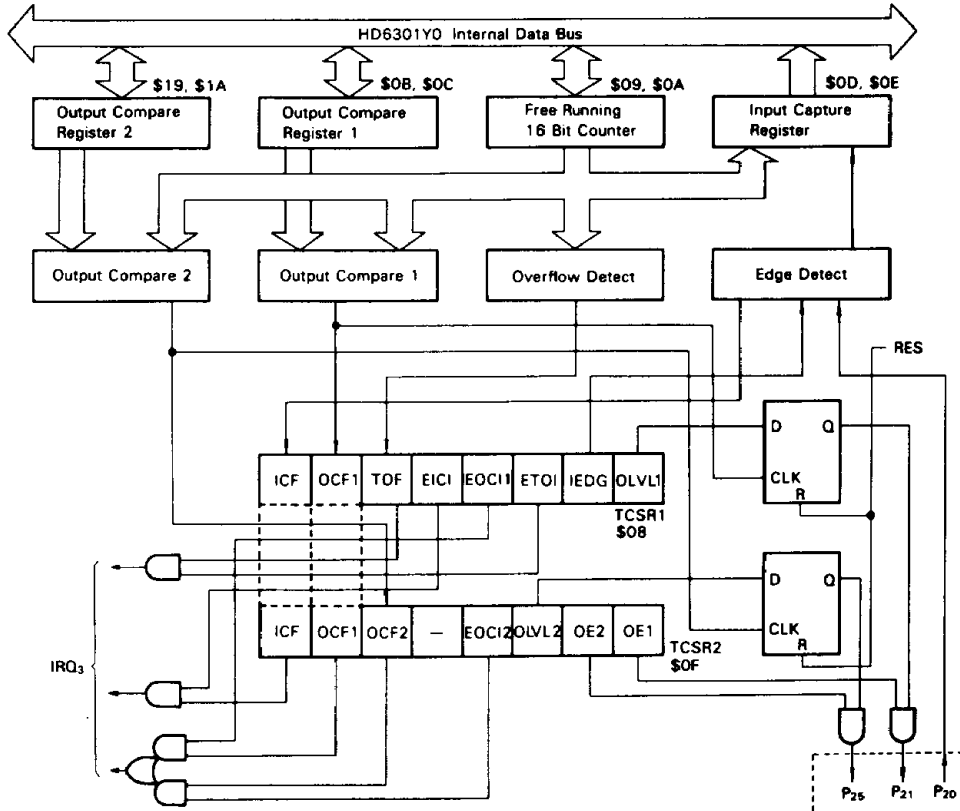 HD6301Y0 Internal Data Bus
$19, $1A
$0B, $0C
$09, $0A
$0D, $0E
Output Compare
Register 2
Output Compare
Register 1
Free Running
16 Bit Counter
Input Capture
Register
Output Compare 2
Output Compare 1
Overflow Detect
Edge Detect
RES
D Q
CLK
R
ICF OCF1 TOF EICI EOCI1 ETOI IEDG OLVL1
TCSR1
$08
D Q
CLK
R
ICF OCF1 OCF2 — EOCI2 OLVL2 OE2 OE1
TCSR2
$0F
IRQ₃
P₂₅ P₂₁ P₂₀